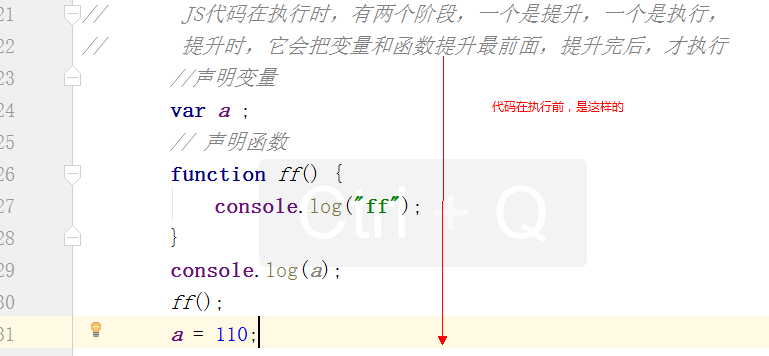 21 // JS代码在执行时，有两个阶段，一个是提升，一个是执行，
22 // 提升时，它会把变量和函数提升最前面，提升完后，才执行
23 //声明变量
24 var a ;
代码在执行前，是这样的
25 // 声明函数
26 function ff() {
27 console.log("ff");
Ctrl + Q
28 }
29 console.log(a);
30 ff();
31 a = 110;